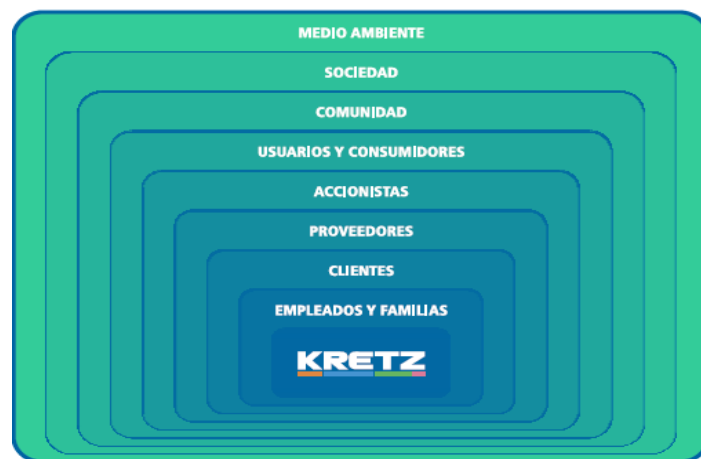 MEDIO AMBIENTE
SOCIEDAD
COMUNIDAD
USUARIOS Y CONSUMIDORES
ACCIONISTAS
PROVEEDORES
CLIENTES
EMPLEADOS Y FAMILIAS
KRETZ